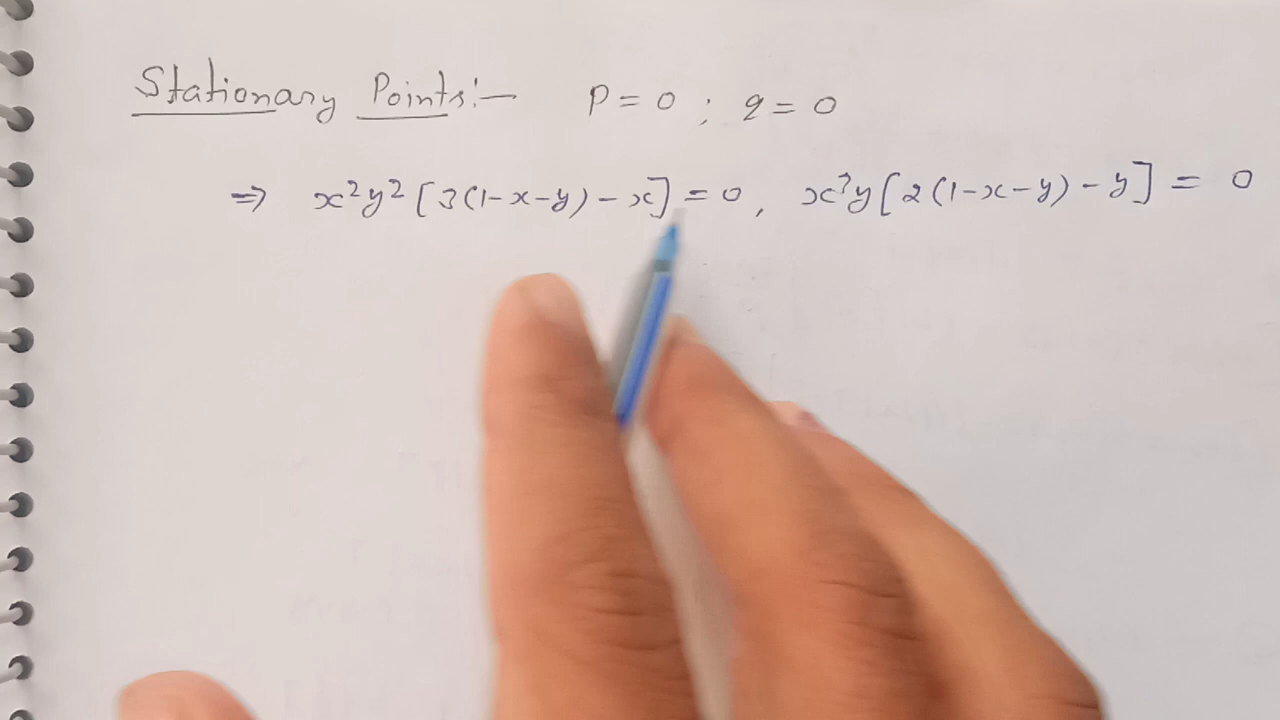 Stationary Points:- p = 0 ; q = 0
⇒ x²y² [3(1-x-y) - x] = 0, x³y [2(1-x-y) - y] = 0